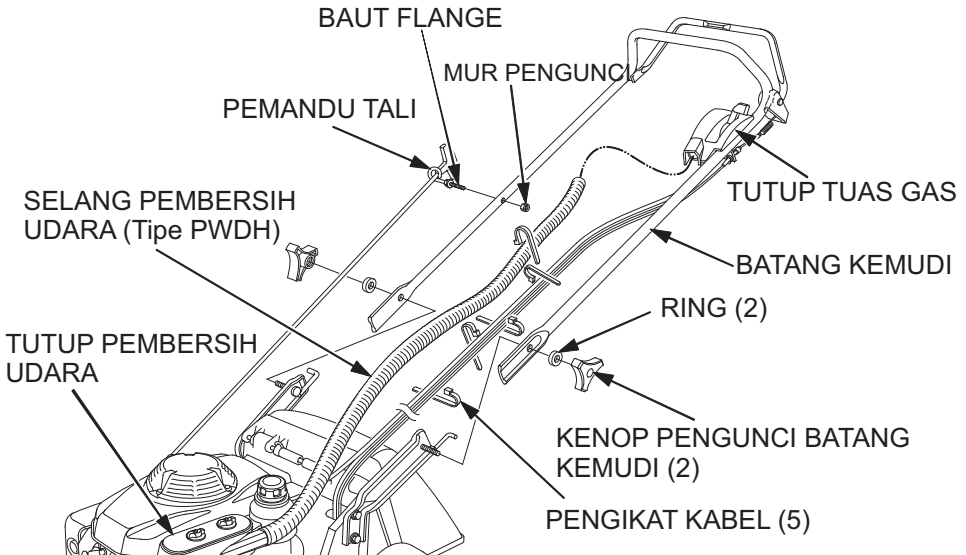 BAUT FLANGE
MUR PENGUNCI
PEMANDU TALI
SELANG PEMBERSIH
UDARA (Tipe PWDH)
TUTUP TUAS GAS
BATANG KEMUDI
RING (2)
TUTUP PEMBERSIH
UDARA
KENOP PENGUNCI BATANG
KEMUDI (2)
PENGIKAT KABEL (5)